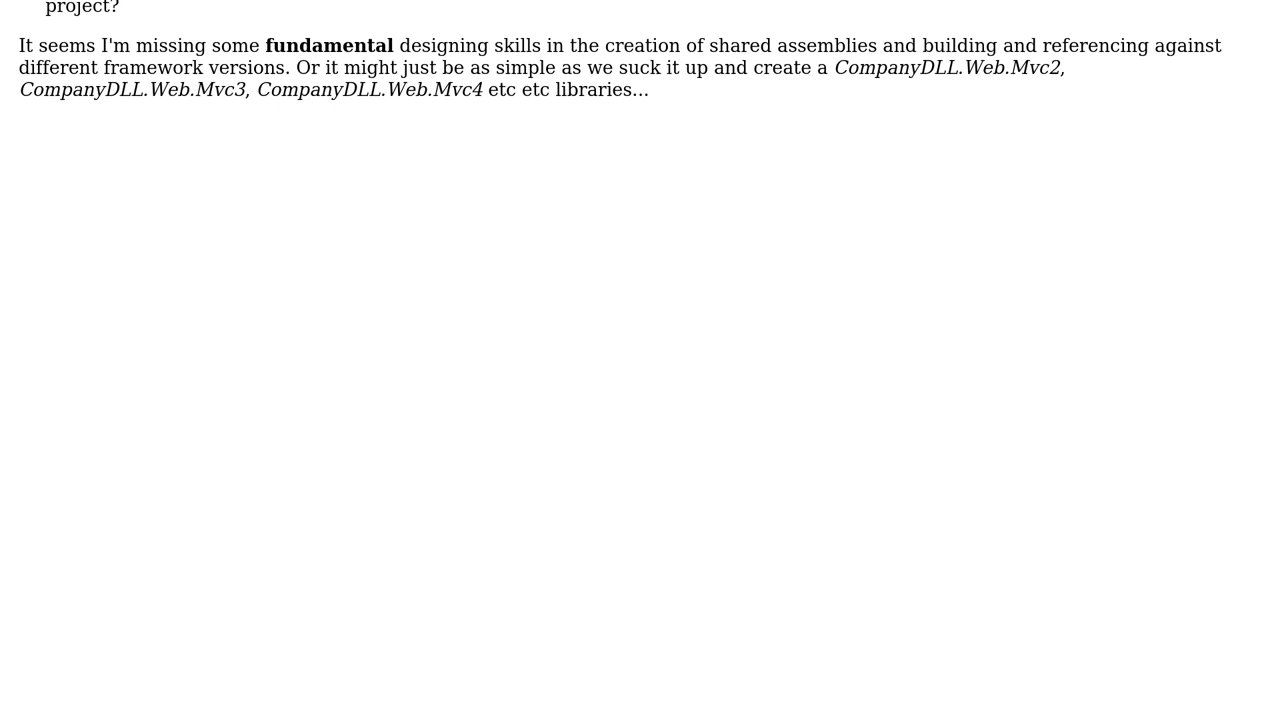 project?
It seems I'm missing some fundamental designing skills in the creation of shared assemblies and building and referencing against
different framework versions. Or it might just be as simple as we suck it up and create a CompanyDLL.Web.Mvc2,
CompanyDLL.Web.Mvc3, CompanyDLL.Web.Mvc4 etc etc libraries...